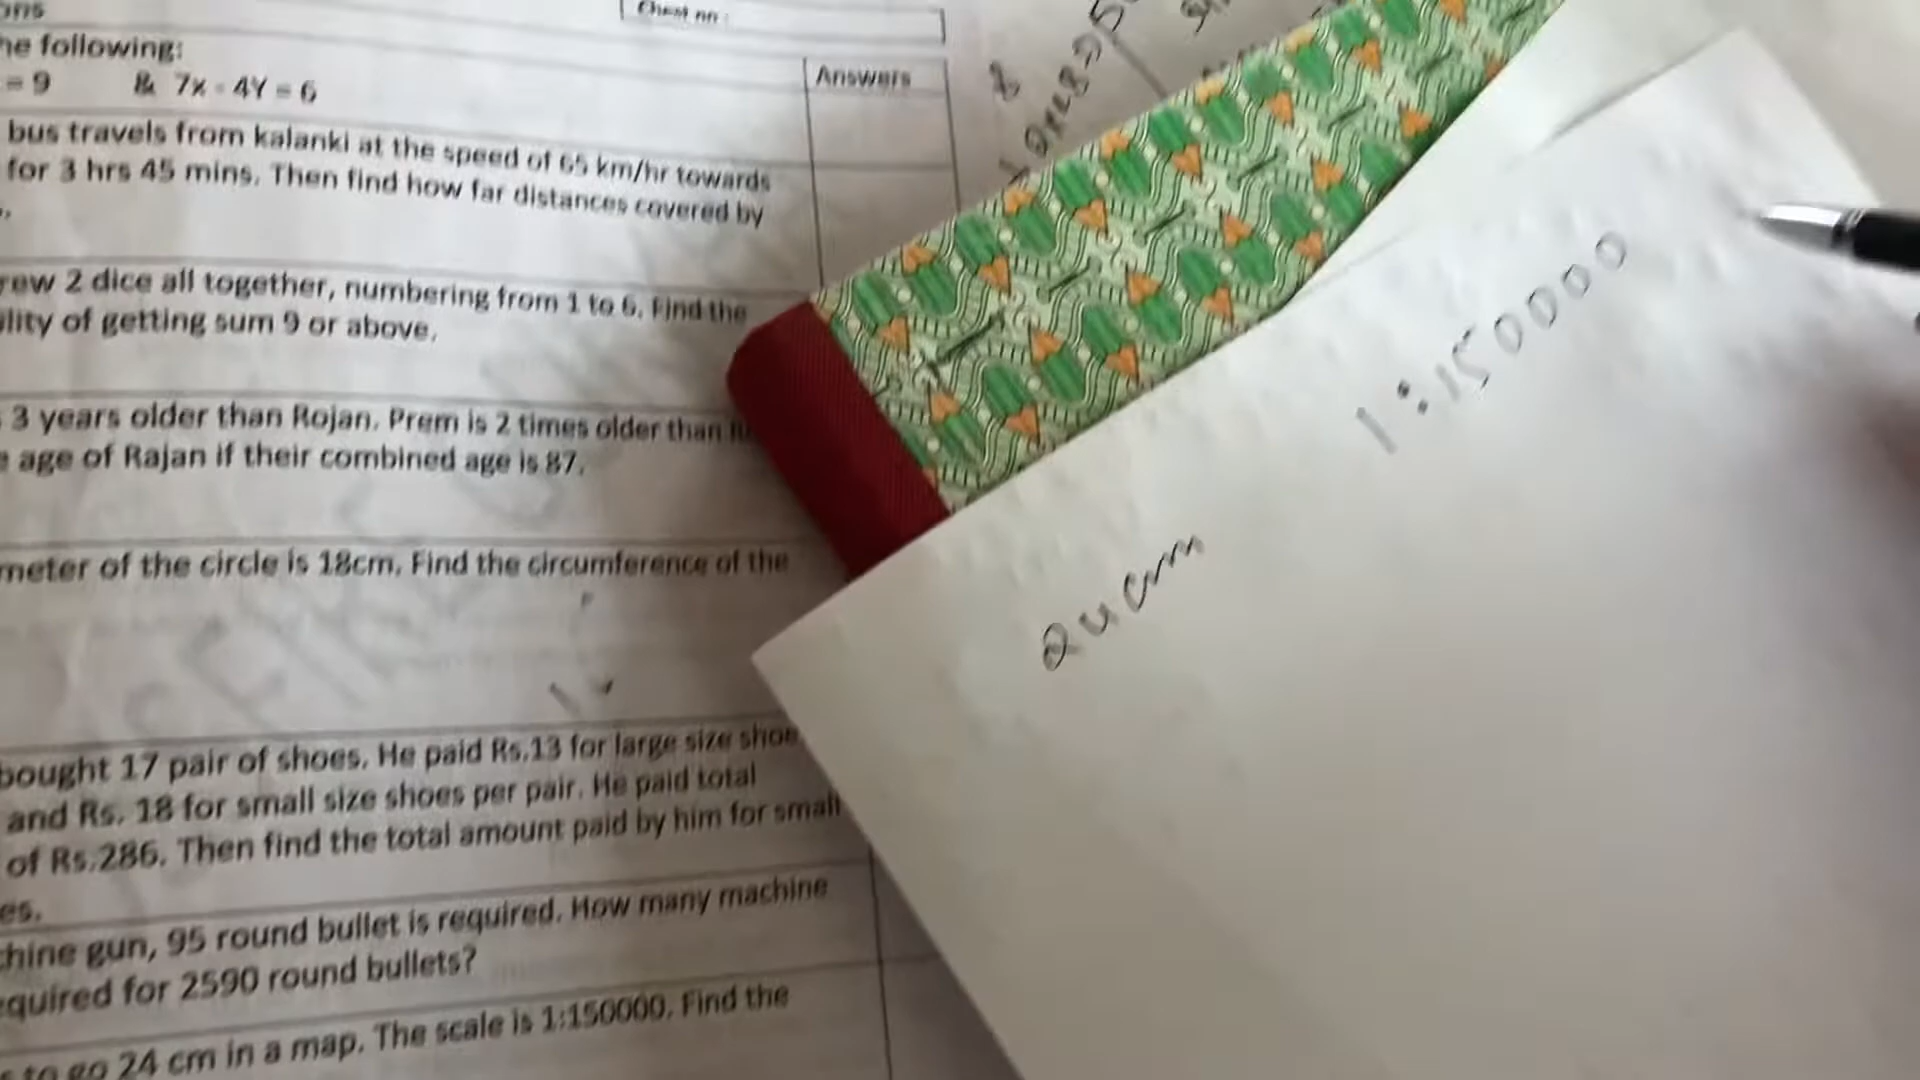 Chest no :
he following:
= 9 & 7x - 4Y = 6
Answers
bus travels from kalanki at the speed of 65 km/hr towards
for 3 hrs 45 mins. Then find how far distances covered by
rew 2 dice all together, numbering from 1 to 6. Find the
ility of getting sum 9 or above.
3 years older than Rojan. Prem is 2 times older than
age of Rajan if their combined age is 87.
meter of the circle is 18cm. Find the circumference of the
bought 17 pair of shoes. He paid Rs.13 for large size shoe
and Rs. 18 for small size shoes per pair. He paid total
of Rs.286. Then find the total amount paid by him for small
es.
chine gun, 95 round bullet is required. How many machine
equired for 2590 round bullets?
to go 24 cm in a map. The scale is 1:150000. Find the
1:150000
24 cm